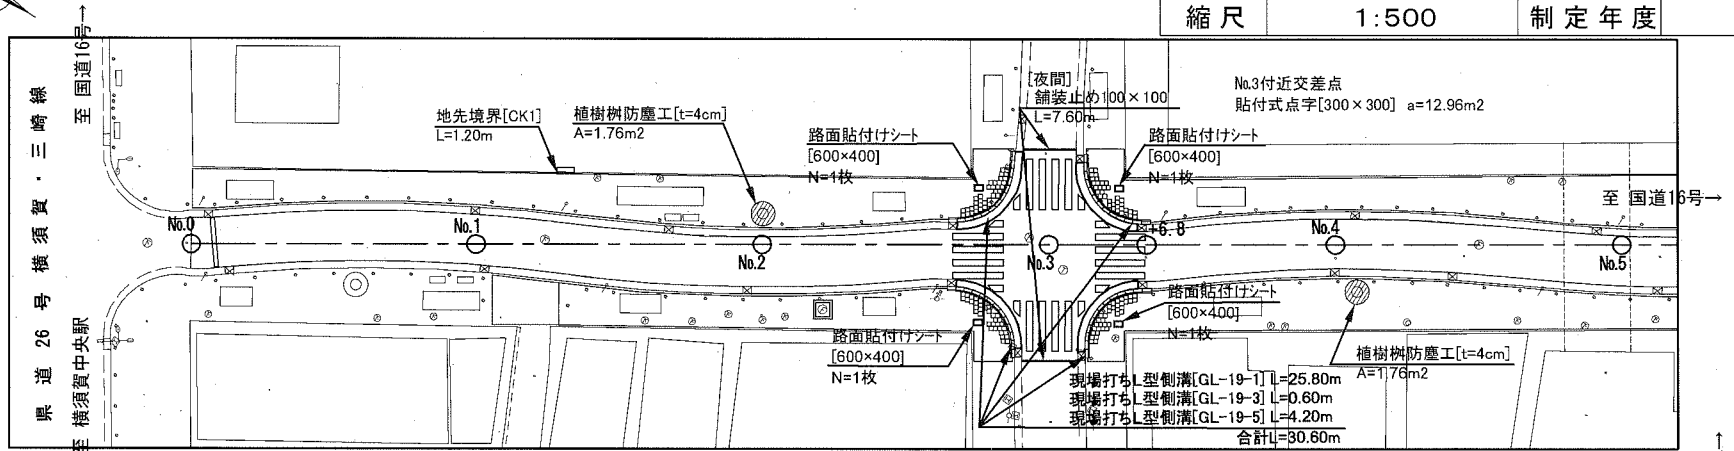 縮尺 1:500 制定年度
県道26号 横須賀・三崎線
至 国道16号→
至 横須賀中央駅
地先境界[CK1]
L=1.20m
植樹桝防塵工[t=4cm]
A=1.76m2
路面貼付けシート
[600×400]
N=1枚
[夜間]
舗装止め100×100
L=7.60m
路面貼付けシート
[600×400]
N=1枚
No.3付近交差点
貼付式点字[300×300] a=12.96m2
至 国道16号→
No.0
No.1
No.2
No.3
+6.8
No.4
No.5
路面貼付けシート
[600×400]
N=1枚
路面貼付けシート
[600×400]
N=1枚
植樹桝防塵工[t=4cm]
A=1.76m2
現場打ちL型側溝[GL-19-1] L=25.80m
現場打ちL型側溝[GL-19-3] L=0.60m
現場打ちL型側溝[GL-19-5] L=4.20m
合計L=30.60m